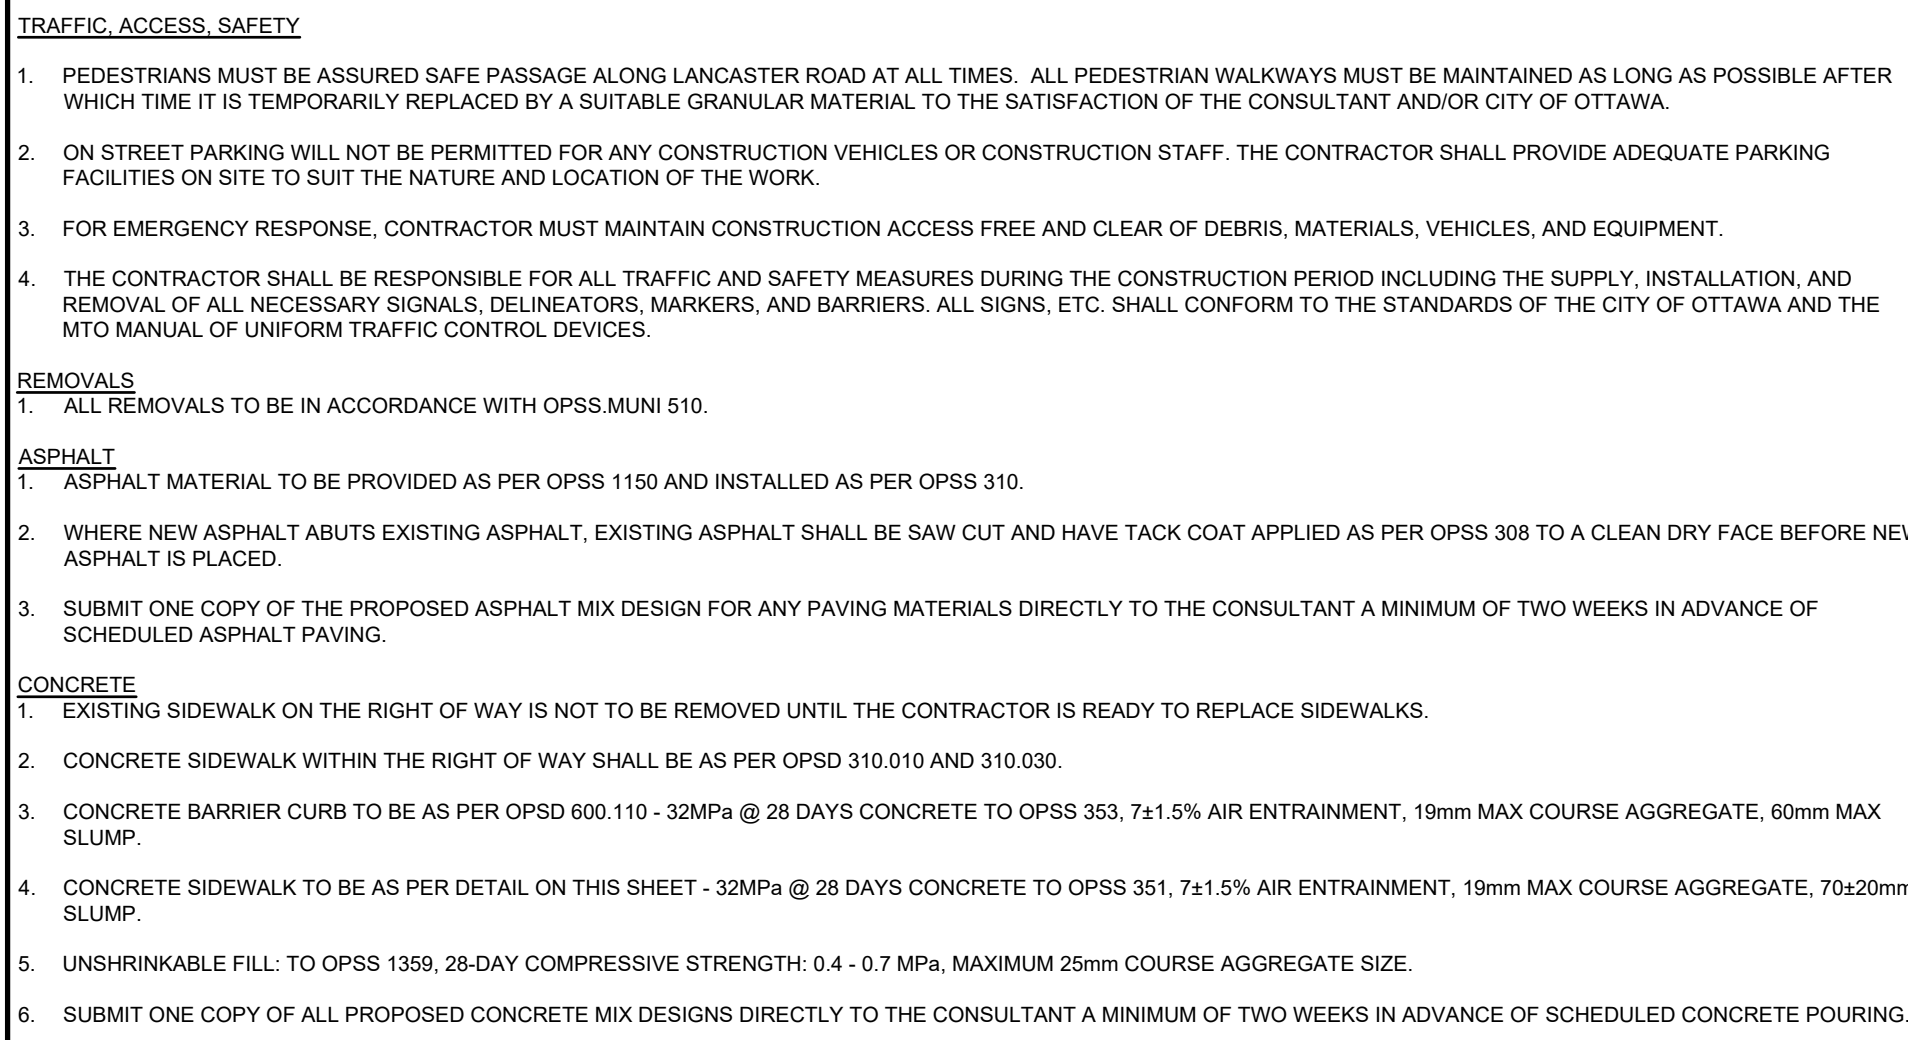 TRAFFIC, ACCESS, SAFETY
1. PEDESTRIANS MUST BE ASSURED SAFE PASSAGE ALONG LANCASTER ROAD AT ALL TIMES. ALL PEDESTRIAN WALKWAYS MUST BE MAINTAINED AS LONG AS POSSIBLE AFTER
WHICH TIME IT IS TEMPORARILY REPLACED BY A SUITABLE GRANULAR MATERIAL TO THE SATISFACTION OF THE CONSULTANT AND/OR CITY OF OTTAWA.
2. ON STREET PARKING WILL NOT BE PERMITTED FOR ANY CONSTRUCTION VEHICLES OR CONSTRUCTION STAFF. THE CONTRACTOR SHALL PROVIDE ADEQUATE PARKING
FACILITIES ON SITE TO SUIT THE NATURE AND LOCATION OF THE WORK.
3. FOR EMERGENCY RESPONSE, CONTRACTOR MUST MAINTAIN CONSTRUCTION ACCESS FREE AND CLEAR OF DEBRIS, MATERIALS, VEHICLES, AND EQUIPMENT.
4. THE CONTRACTOR SHALL BE RESPONSIBLE FOR ALL TRAFFIC AND SAFETY MEASURES DURING THE CONSTRUCTION PERIOD INCLUDING THE SUPPLY, INSTALLATION, AND
REMOVAL OF ALL NECESSARY SIGNALS, DELINEATORS, MARKERS, AND BARRIERS. ALL SIGNS, ETC. SHALL CONFORM TO THE STANDARDS OF THE CITY OF OTTAWA AND THE
MTO MANUAL OF UNIFORM TRAFFIC CONTROL DEVICES.
REMOVALS
1. ALL REMOVALS TO BE IN ACCORDANCE WITH OPSS.MUNI 510.
ASPHALT
1. ASPHALT MATERIAL TO BE PROVIDED AS PER OPSS 1150 AND INSTALLED AS PER OPSS 310.
2. WHERE NEW ASPHALT ABUTS EXISTING ASPHALT, EXISTING ASPHALT SHALL BE SAW CUT AND HAVE TACK COAT APPLIED AS PER OPSS 308 TO A CLEAN DRY FACE BEFORE NEW
ASPHALT IS PLACED.
3. SUBMIT ONE COPY OF THE PROPOSED ASPHALT MIX DESIGN FOR ANY PAVING MATERIALS DIRECTLY TO THE CONSULTANT A MINIMUM OF TWO WEEKS IN ADVANCE OF
SCHEDULED ASPHALT PAVING.
CONCRETE
1. EXISTING SIDEWALK ON THE RIGHT OF WAY IS NOT TO BE REMOVED UNTIL THE CONTRACTOR IS READY TO REPLACE SIDEWALKS.
2. CONCRETE SIDEWALK WITHIN THE RIGHT OF WAY SHALL BE AS PER OPSD 310.010 AND 310.030.
3. CONCRETE BARRIER CURB TO BE AS PER OPSD 600.110 - 32MPa @ 28 DAYS CONCRETE TO OPSS 353, 7±1.5% AIR ENTRAINMENT, 19mm MAX COURSE AGGREGATE, 60mm MAX
SLUMP.
4. CONCRETE SIDEWALK TO BE AS PER DETAIL ON THIS SHEET - 32MPa @ 28 DAYS CONCRETE TO OPSS 351, 7±1.5% AIR ENTRAINMENT, 19mm MAX COURSE AGGREGATE, 70±20mm
SLUMP.
5. UNSHRINKABLE FILL: TO OPSS 1359, 28-DAY COMPRESSIVE STRENGTH: 0.4 - 0.7 MPa, MAXIMUM 25mm COURSE AGGREGATE SIZE.
6. SUBMIT ONE COPY OF ALL PROPOSED CONCRETE MIX DESIGNS DIRECTLY TO THE CONSULTANT A MINIMUM OF TWO WEEKS IN ADVANCE OF SCHEDULED CONCRETE POURING.